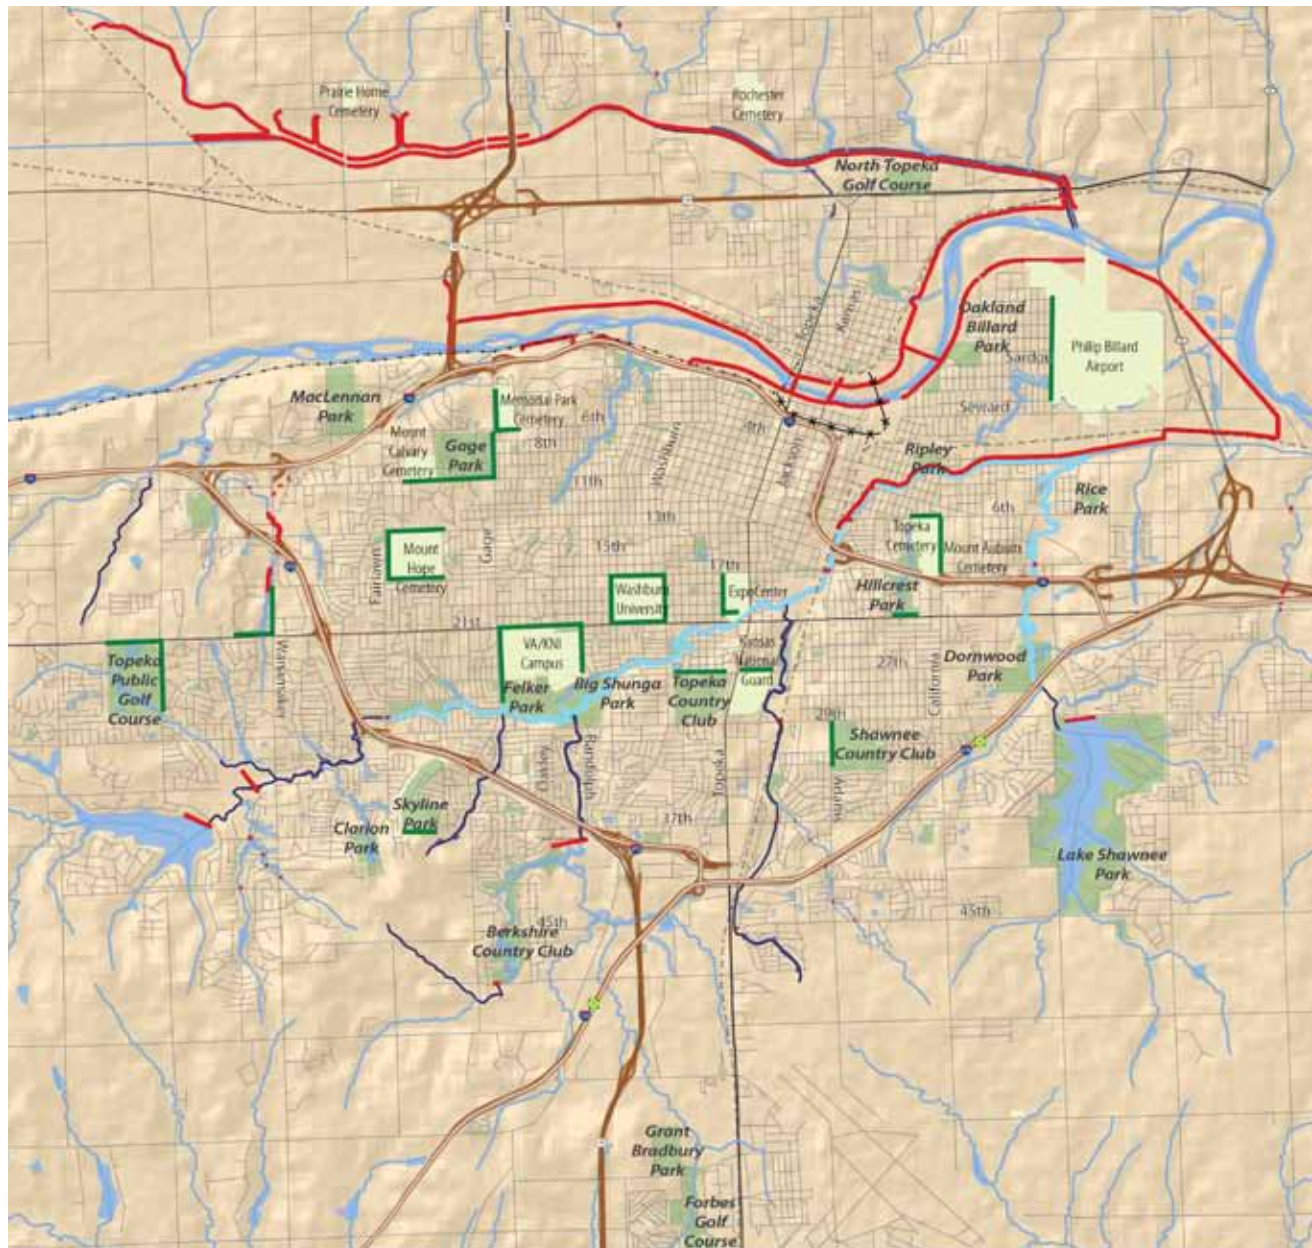 Prairie Home
Cemetery
Rochester
Cemetery
North Topeka
Golf Course
Topeka
Kansas
Oakland
Billard
Park
Sardou
Phillip Billard
Airport
Seward
MacLennan
Park
Memorial Park
Cemetery
6th
8th
4th
Mount
Calvary
Cemetery
Gage
Park
Washburn
Jackson
Ripley
Park
11th
13th
15th
17th
6th
Rice
Park
Topeka
Cemetery
Mount Auburn
Cemetery
Mount
Hope
Cemetery
Fairlawn
Gage
Washburn
University
ExpoCenter
Hillcrest
Park
21st
VA/KNI
Campus
Felker
Park
Big Shunga
Park
Topeka
Country
Club
Kansas
National
Guard
27th
California
Dornwood
Park
Topeka
Public
Golf
Course
Wanamaker
29th
Shawnee
Country Club
Oakley
Randolph
Topeka
Adams
Skyline
Park
Clarion
Park
37th
Lake Shawnee
Park
45th
45th
Berkshire
Country Club
Grant
Bradbury
Park
Forbes
Golf
Course